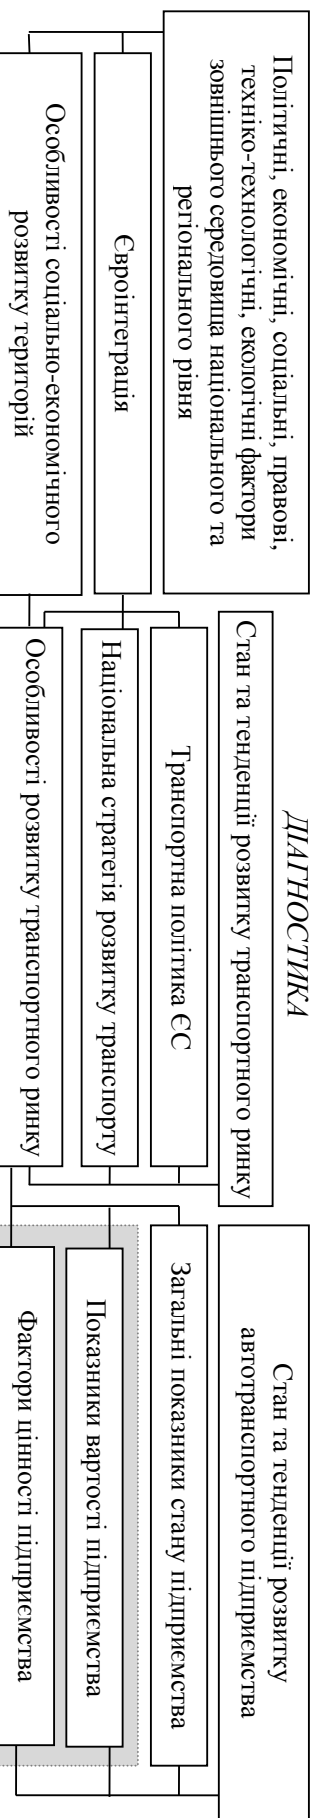 ДІАГНОСТИКА
Політичні, економічні, соціальні, правові,
техніко-технологічні, екологічні фактори
зовнішнього середовища національного та
регіонального рівня
Євроінтеграція
Особливості соціально-економічного
розвитку територій
Стан та тенденції розвитку транспортного ринку
Транспортна політика ЄС
Національна стратегія розвитку транспорту
Особливості розвитку транспортного ринку
Стан та тенденції розвитку
автотранспортного підприємства
Загальні показники стану підприємства
Показники вартості підприємства
Фактори цінності підприємства